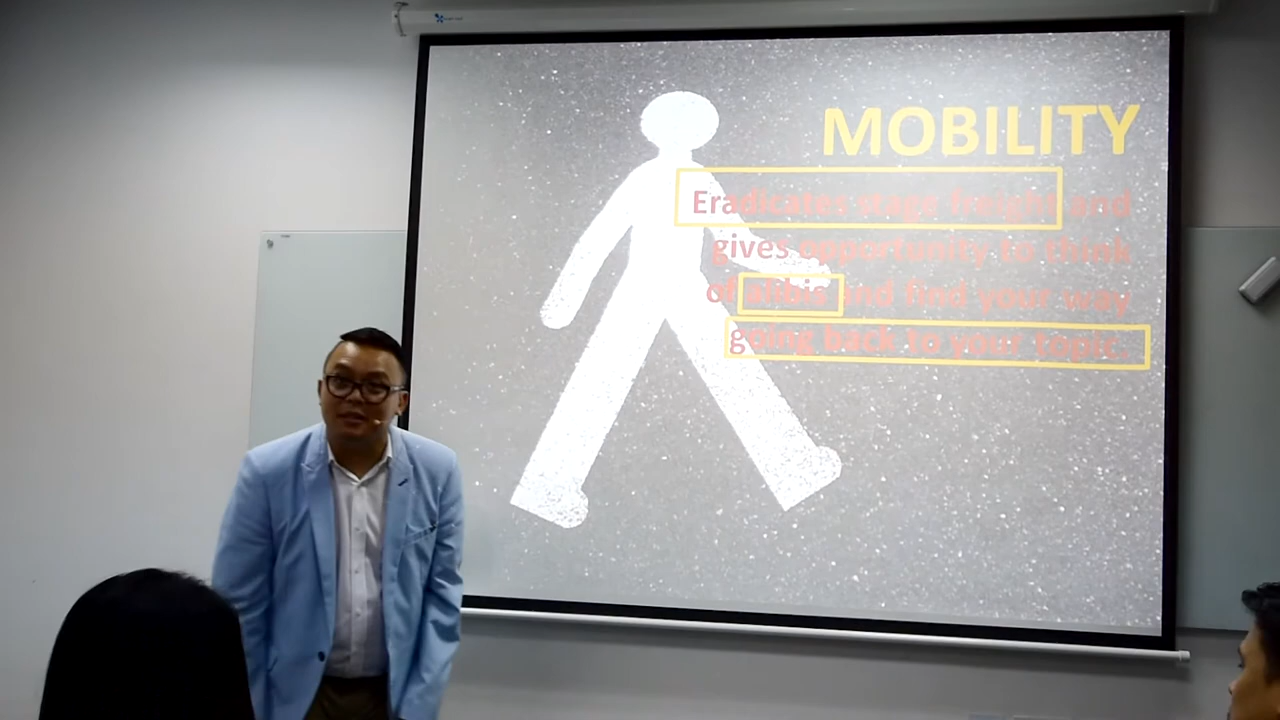 MOBILITY
Eradicates stage freight and
gives opportunity to think
of alibis and find your way
going back to your topic.